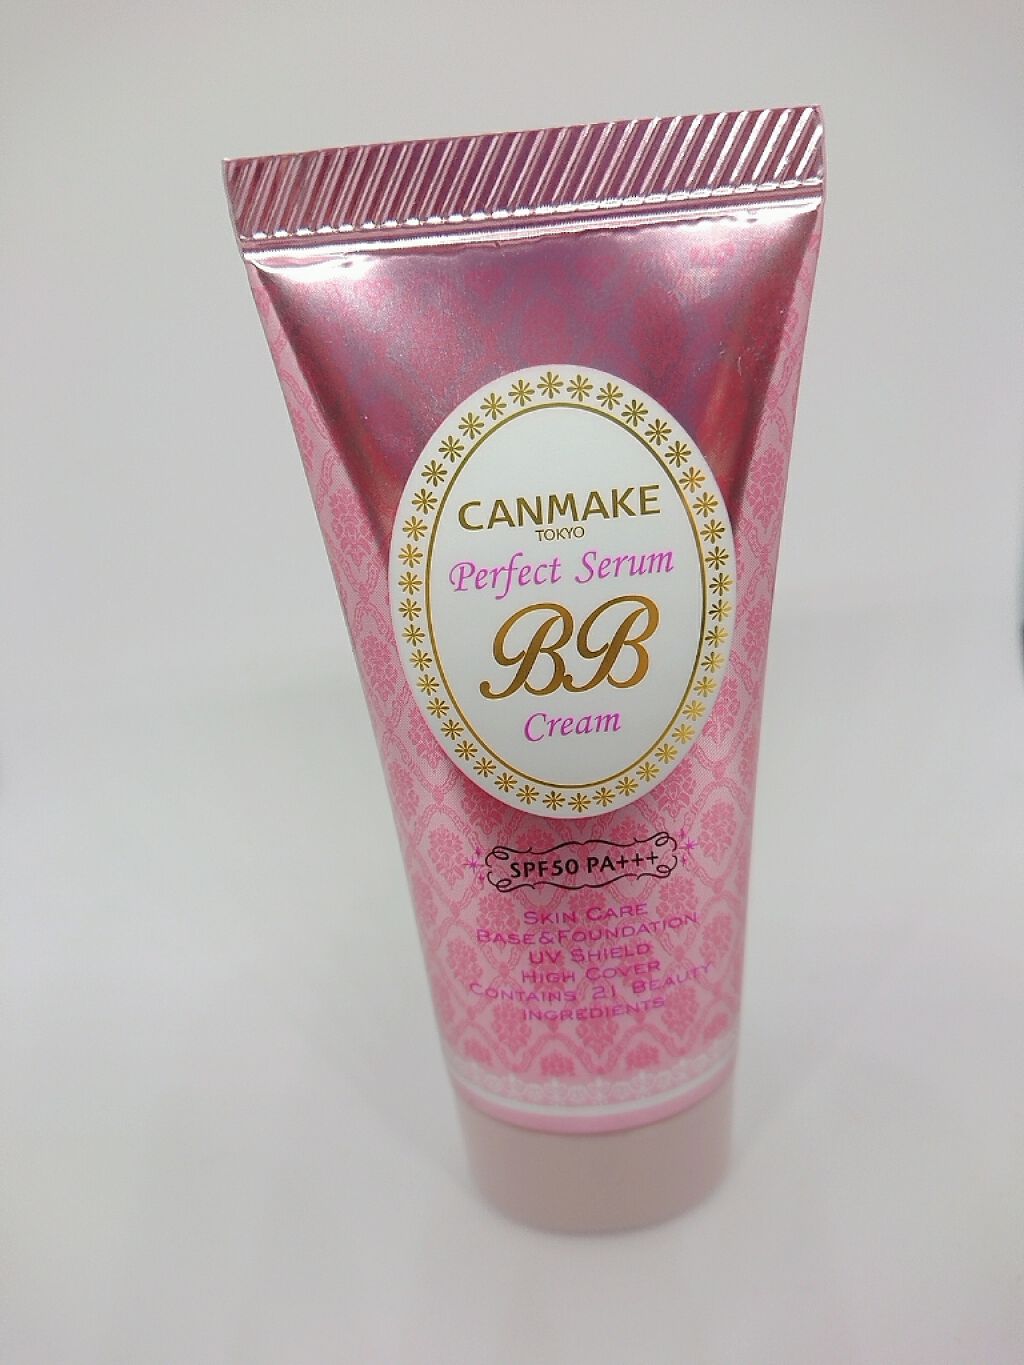 CANMAKE
TOKYO
Perfect Serum
BB
Cream
SPF50 PA+++
SKIN CARE
BASE&FOUNDATION
UV SHIELD
HIGH COVER
CONTAINS 21 BEAUTY
INGREDIENTS